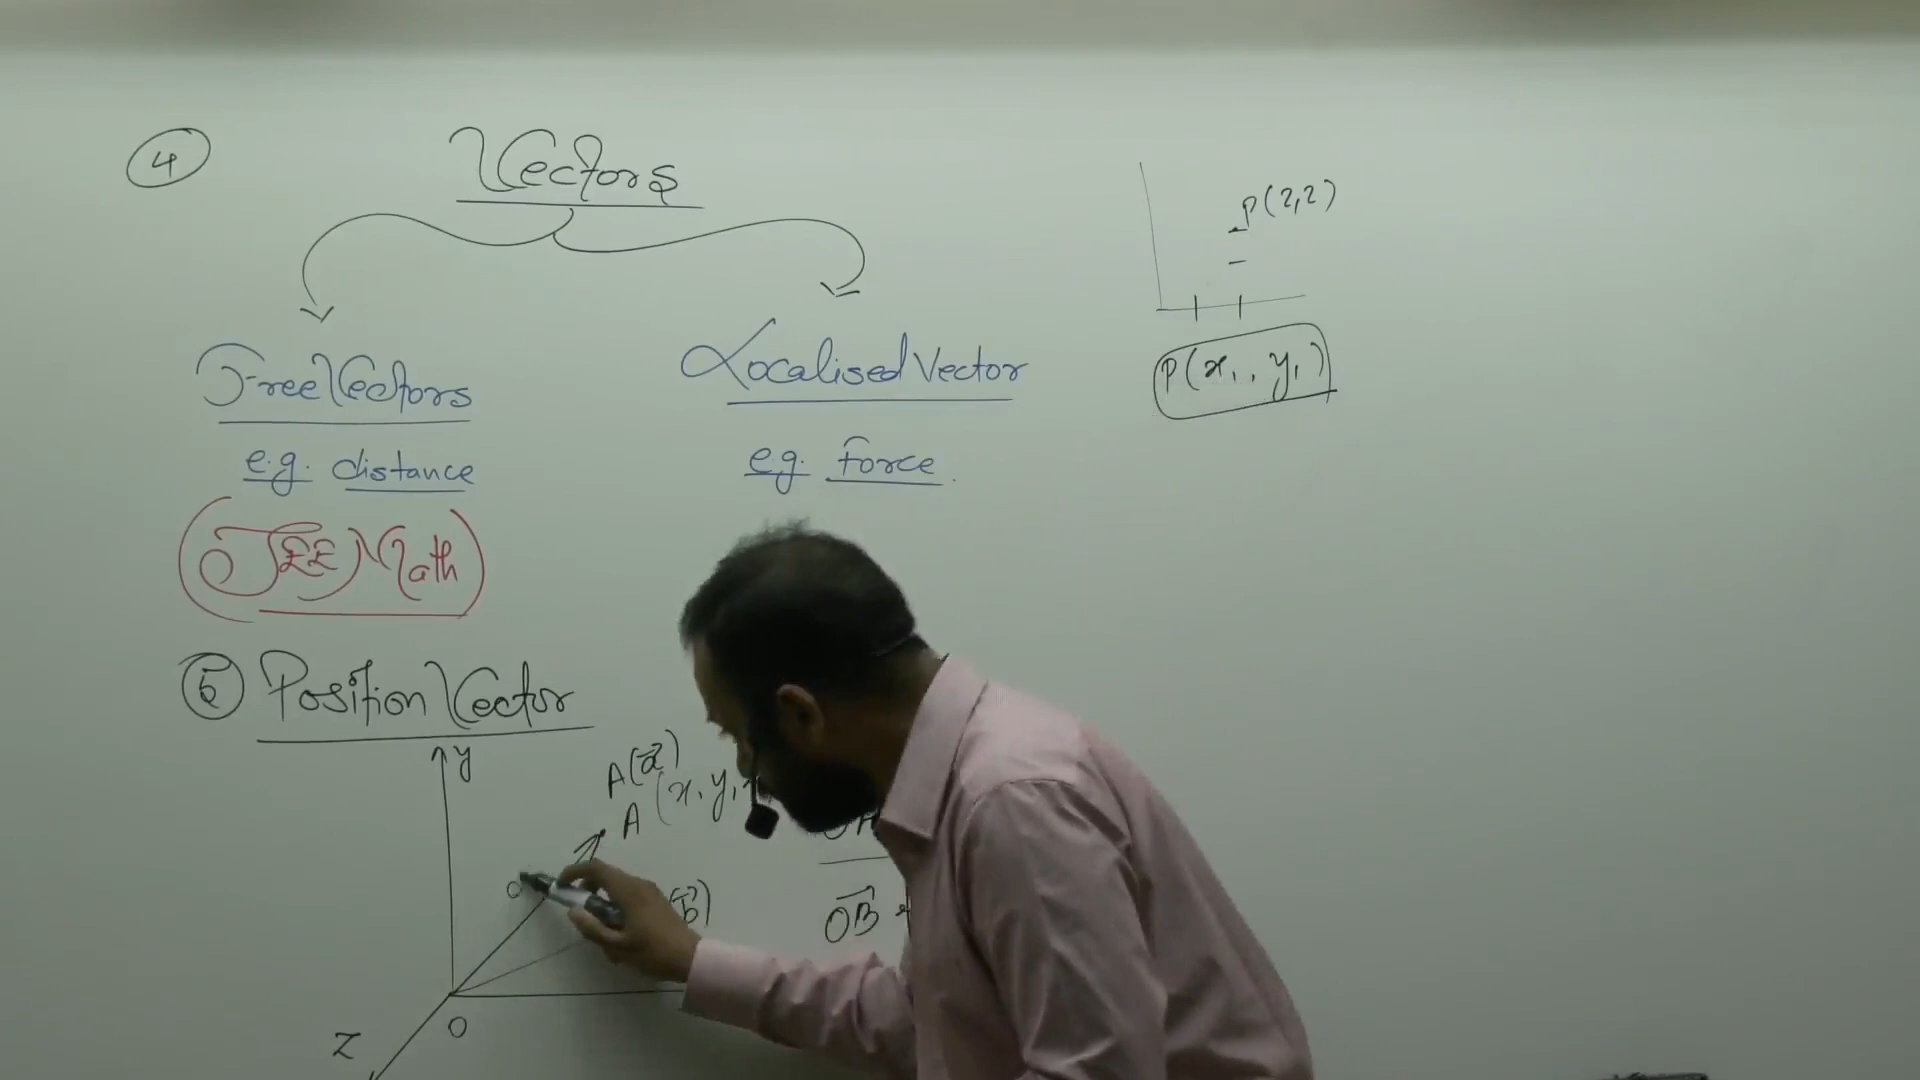 4
Vectors
Free Vectors
e.g. distance
(JEE Math)
Localised Vector
e.g. Force.
P(2,2)
P(x₁, y₁)
5 Position Vector
y
A(a⃗)
A (x, y,
(b⃗)
OB⃗
O
Z